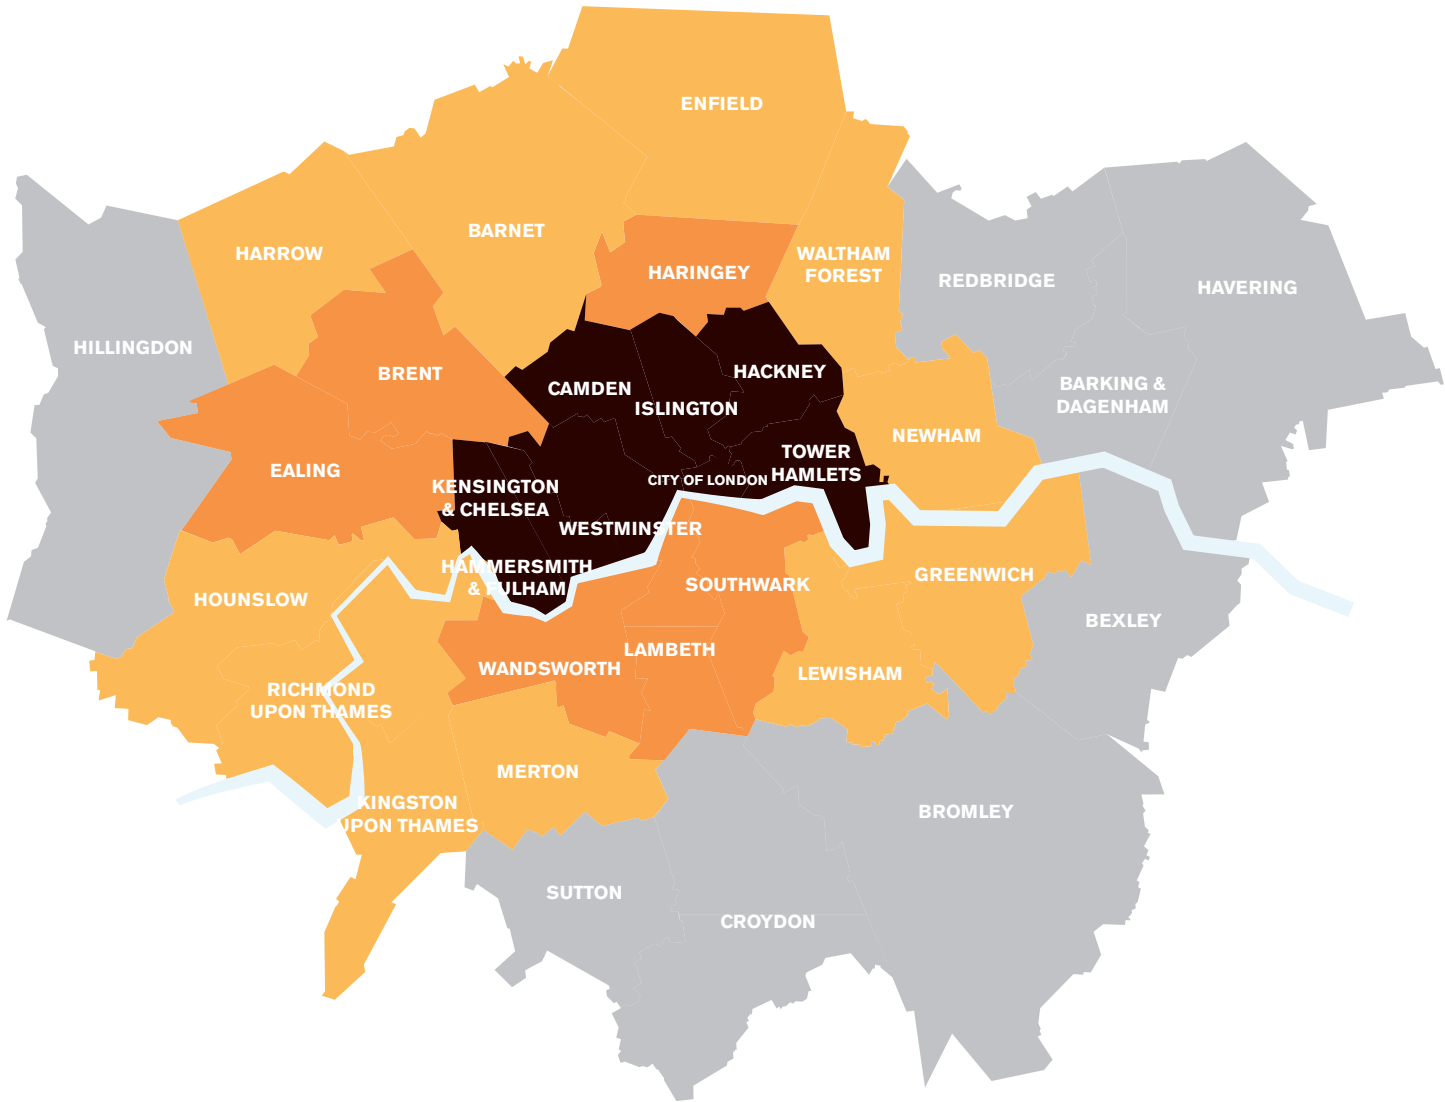 ENFIELD
BARNET
HARROW
HARINGEY
WALTHAM
FOREST
REDBRIDGE
HAVERING
HILLINGDON
BRENT
CAMDEN
ISLINGTON
HACKNEY
BARKING &
DAGENHAM
NEWHAM
EALING
KENSINGTON
& CHELSEA
CITY OF LONDON
TOWER
HAMLETS
WESTMINSTER
HAMMERSMITH
& FULHAM
HOUNSLOW
SOUTHWARK
GREENWICH
BEXLEY
WANDSWORTH
LAMBETH
LEWISHAM
RICHMOND
UPON THAMES
MERTON
KINGSTON
UPON THAMES
BROMLEY
SUTTON
CROYDON